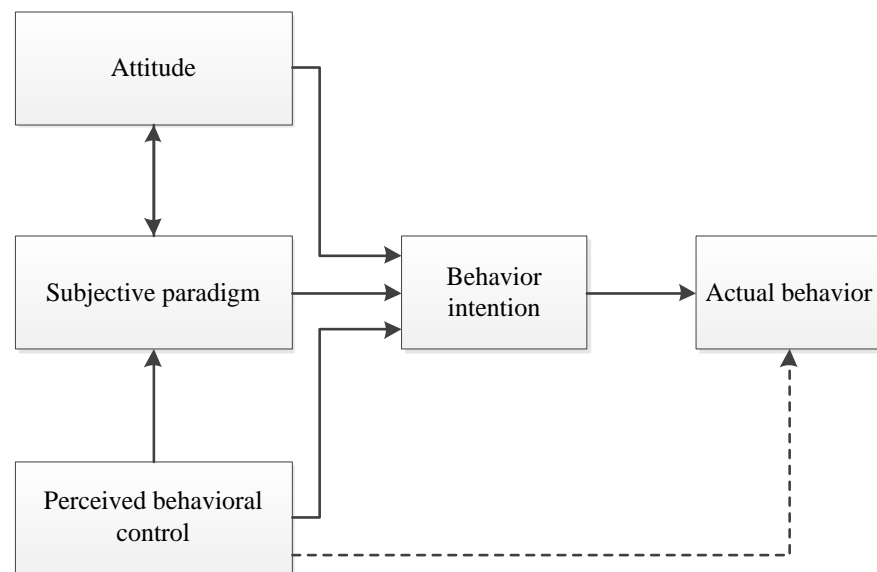 Attitude
Subjective paradigm
Behavior
intention
Actual behavior
Perceived behavioral
control